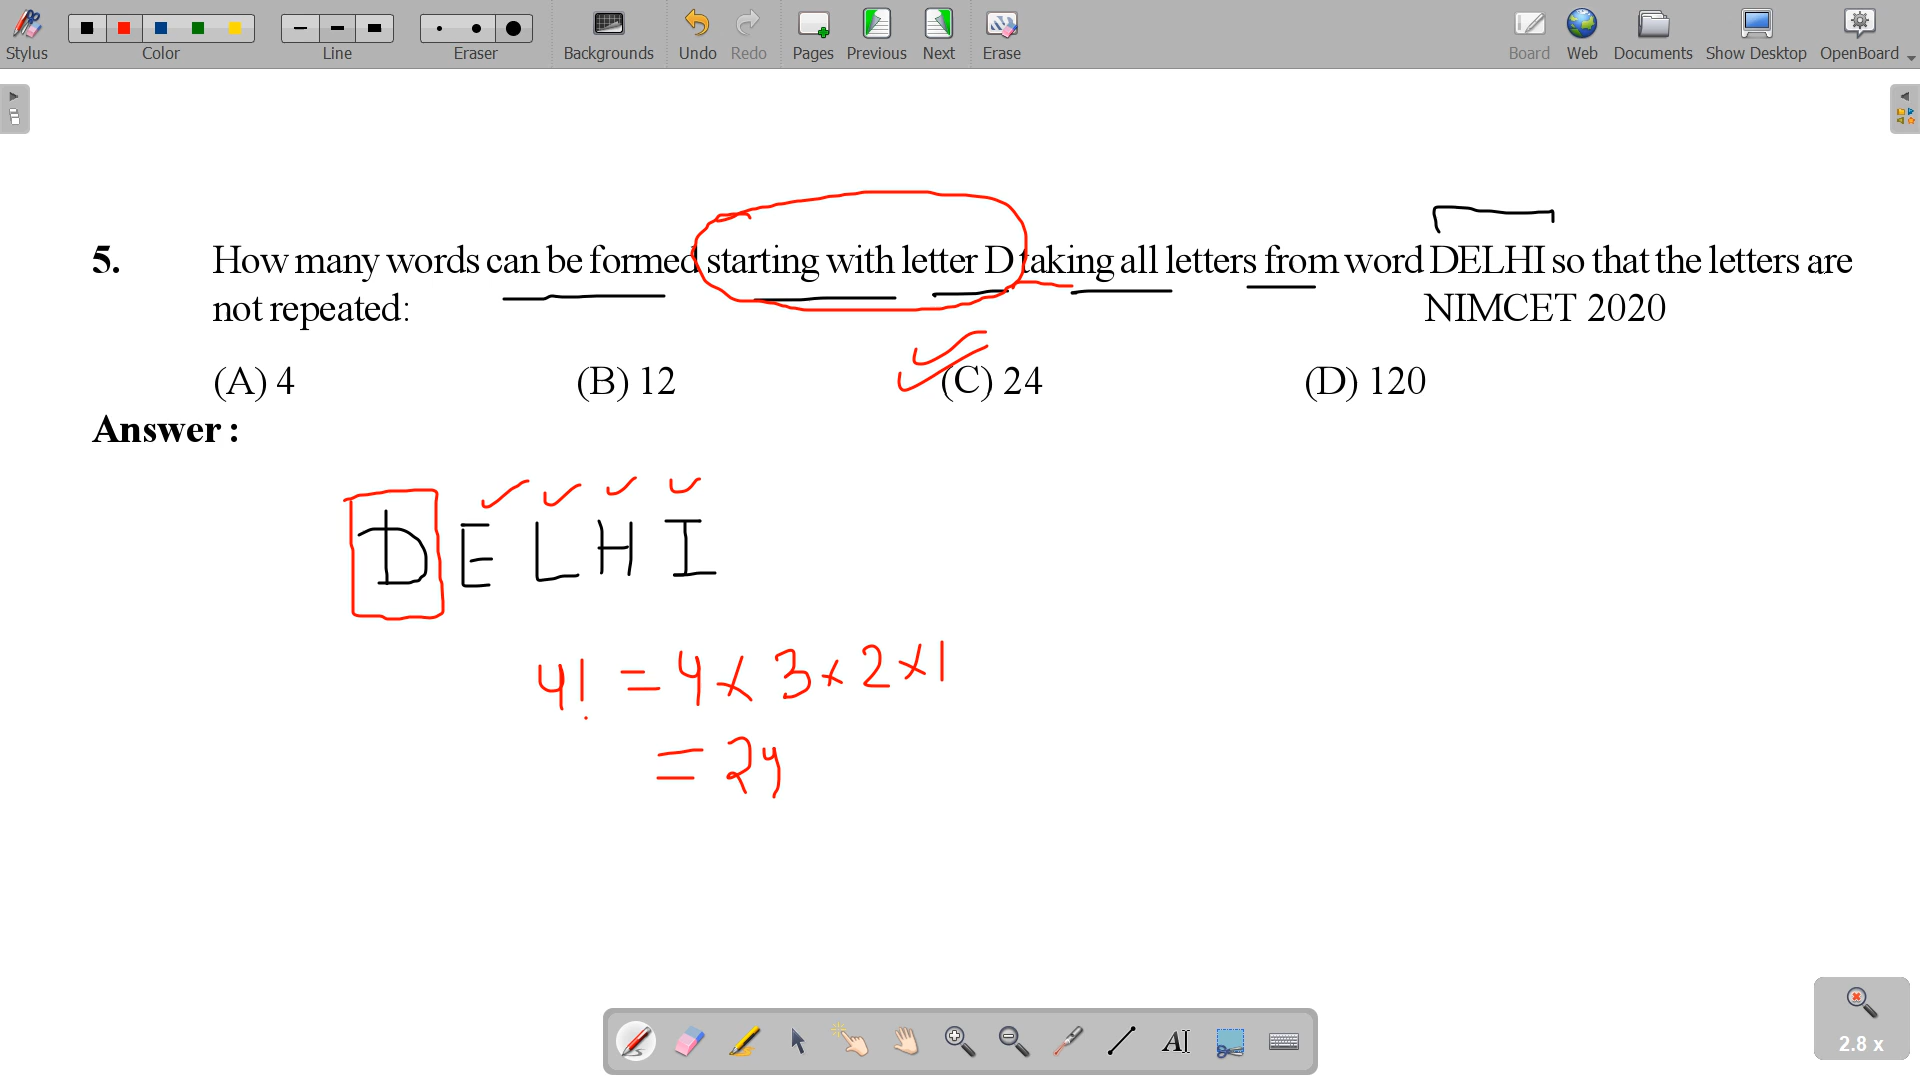 Stylus Color Line Eraser Backgrounds Undo Redo Pages Previous Next Erase Board Web Documents Show Desktop OpenBoard
5. How many words can be formed starting with letter D taking all letters from word DELHI so that the letters are
not repeated: NIMCET 2020
(A) 4 (B) 12 (C) 24 (D) 120
Answer :
D E L H I
4! = 4 × 3 × 2 × 1
= 24
2.8 x